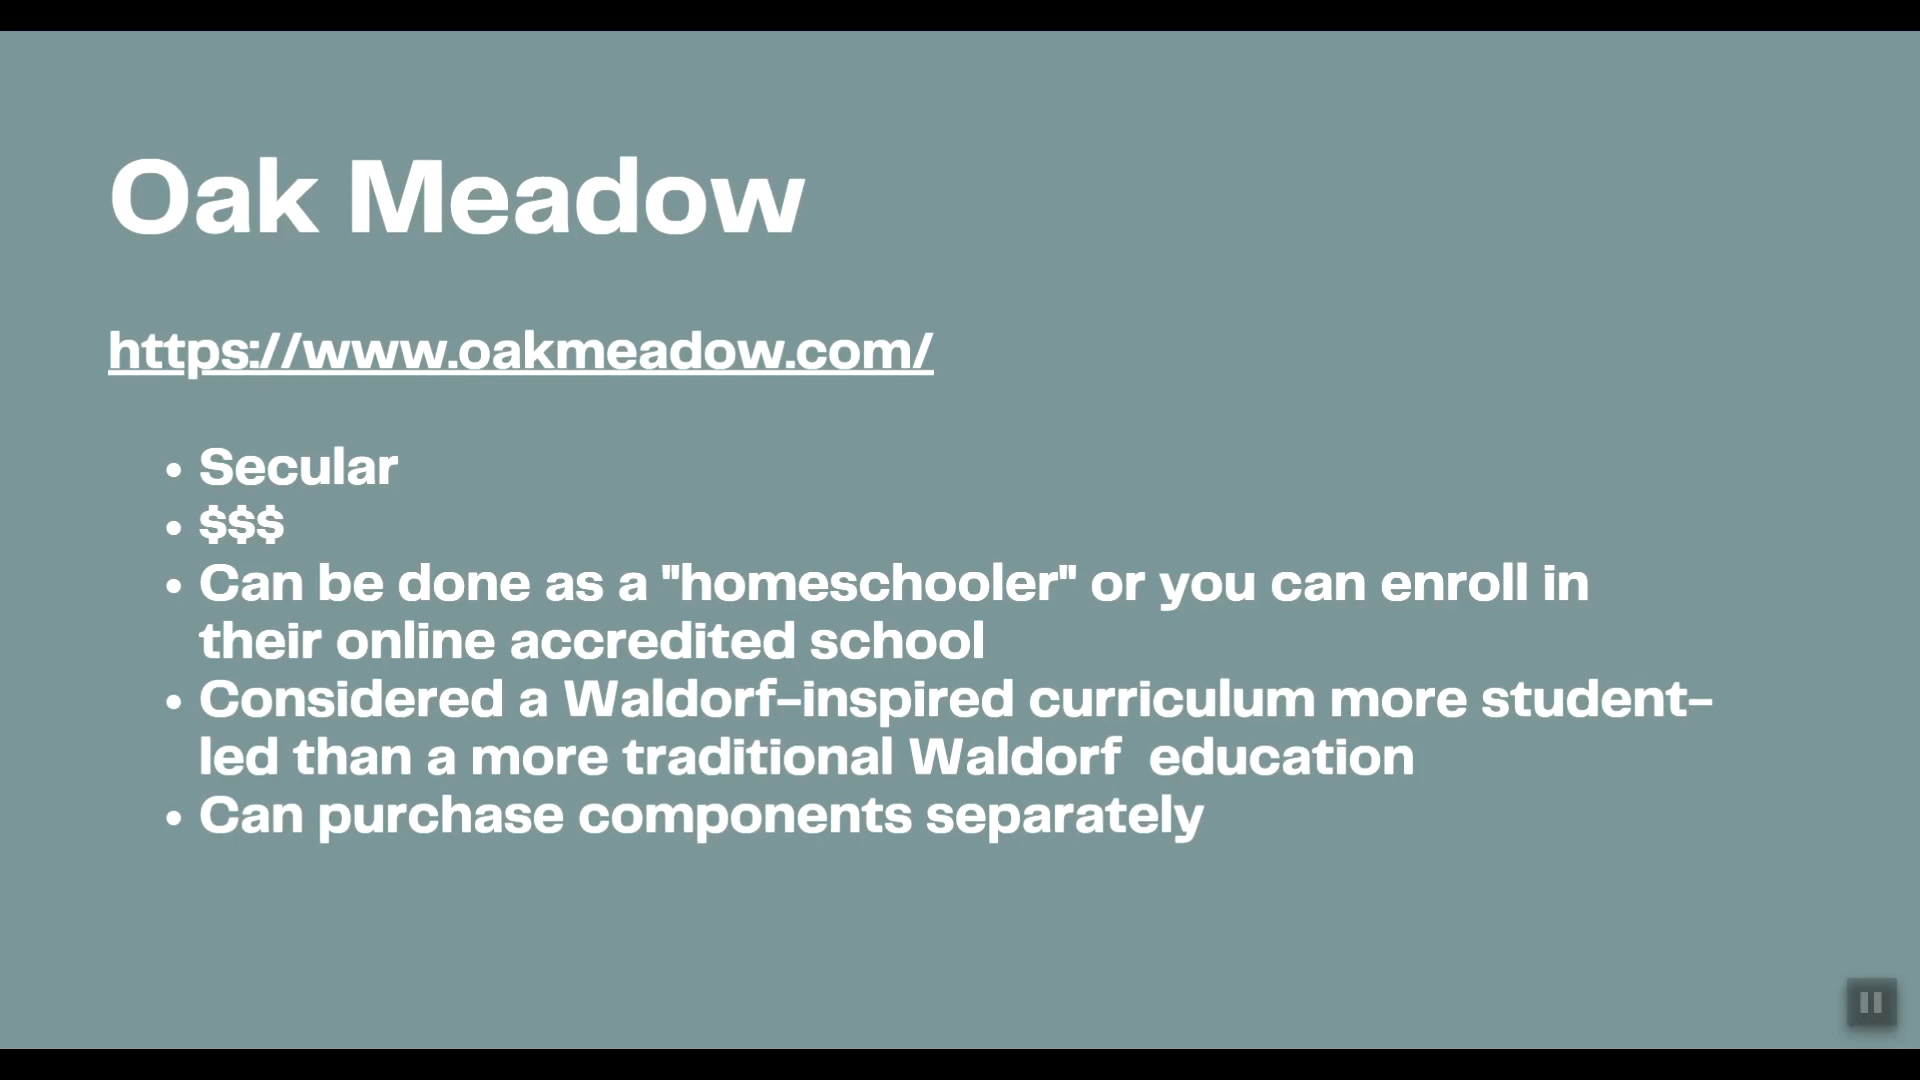 Oak Meadow
https://www.oakmeadow.com/
• Secular
• $$$
• Can be done as a "homeschooler" or you can enroll in
their online accredited school
• Considered a Waldorf-inspired curriculum more student-
led than a more traditional Waldorf  education
• Can purchase components separately